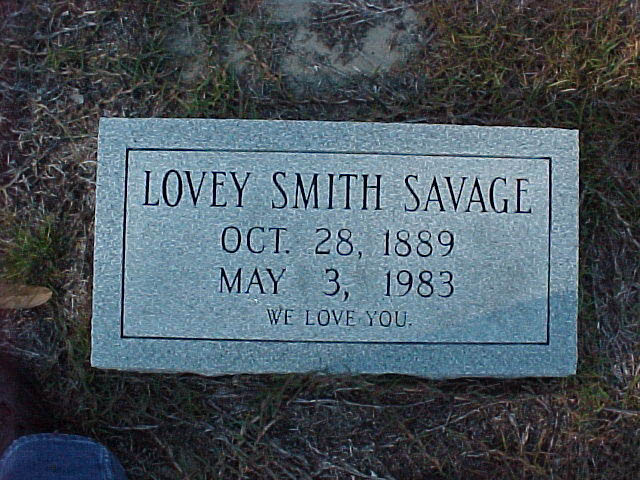 LOVEY SMITH SAVAGE
OCT. 28, 1889
MAY 3, 1983
WE LOVE YOU.